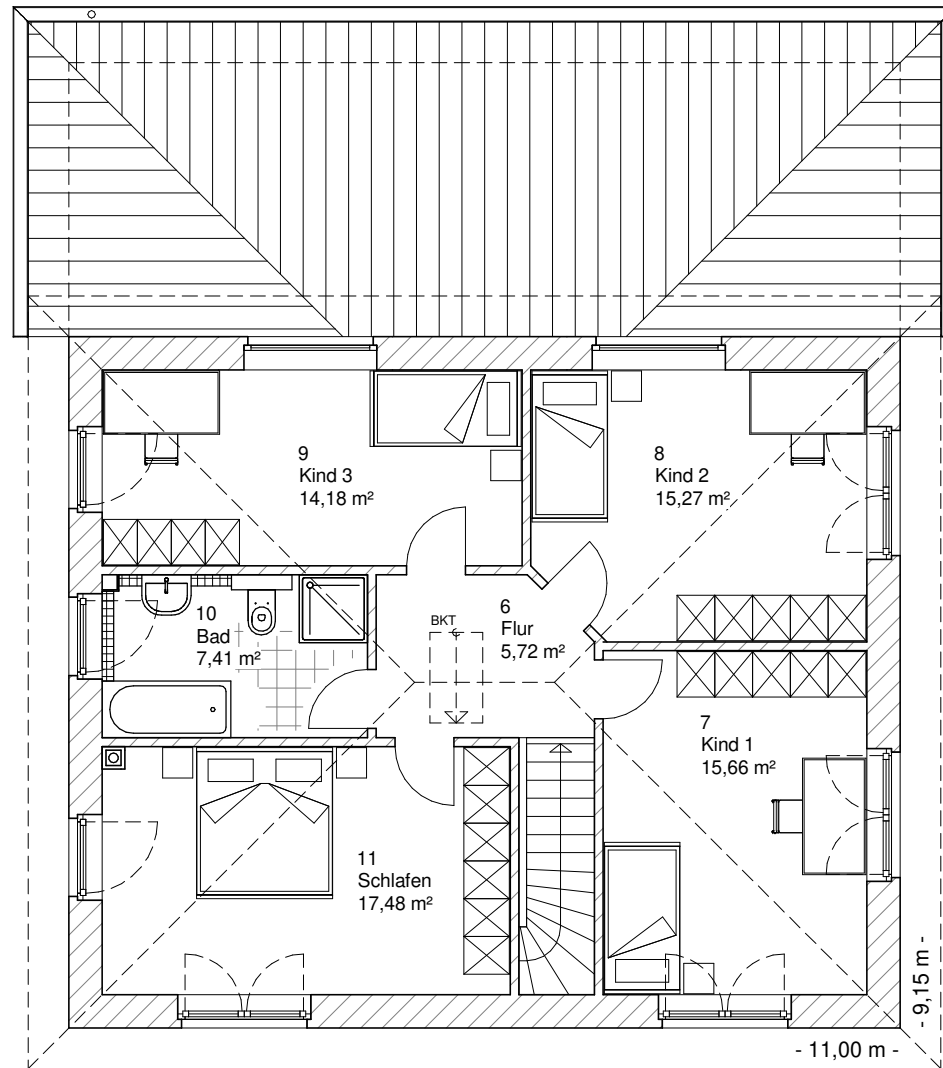 9
Kind 3
14,18 m²
8
Kind 2
15,27 m²
10
Bad
7,41 m²
BKT
6
Flur
5,72 m²
7
Kind 1
15,66 m²
11
Schlafen
17,48 m²
- 9,15 m -
- 11,00 m -